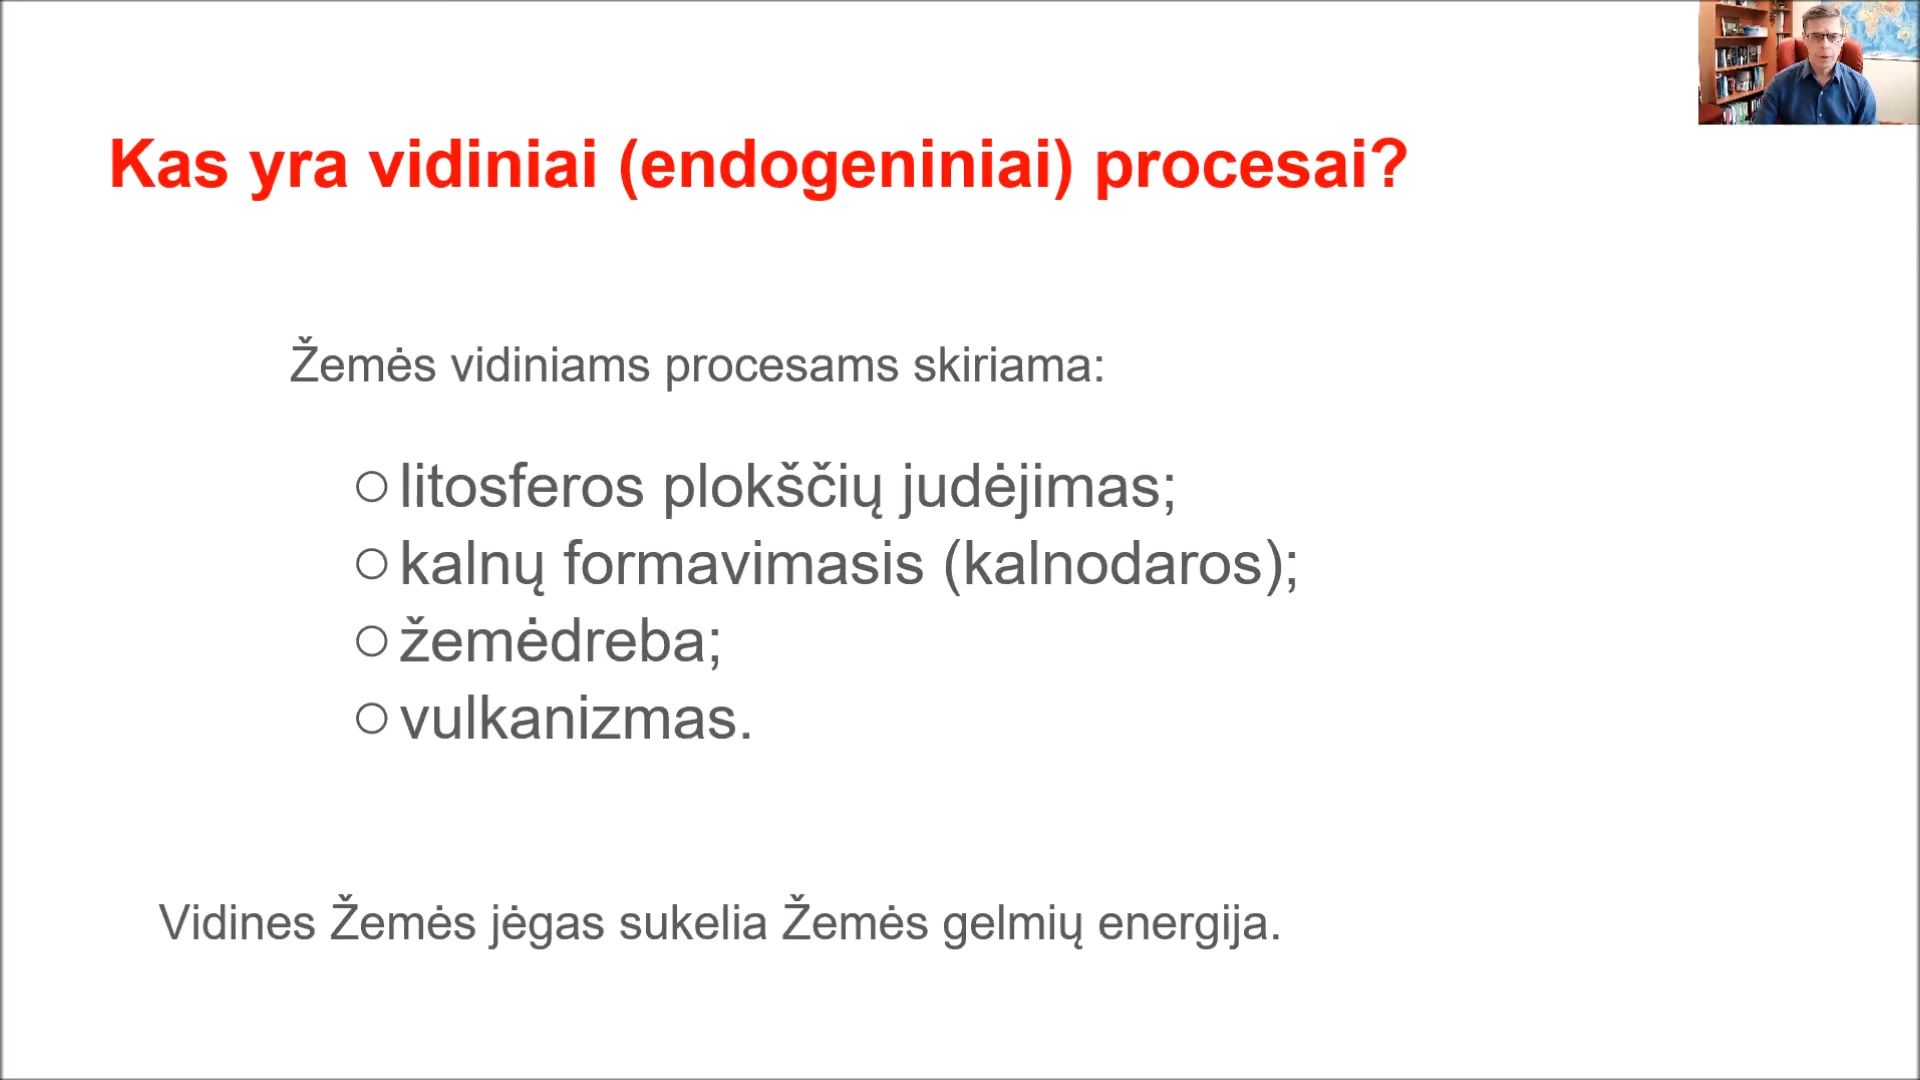 Kas yra vidiniai (endogeniniai) procesai?
Žemės vidiniams procesams skiriama:
litosferos plokščių judėjimas;
kalnų formavimasis (kalnodaros);
žemėdreba;
vulkanizmas.
Vidines Žemės jėgas sukelia Žemės gelmių energija.